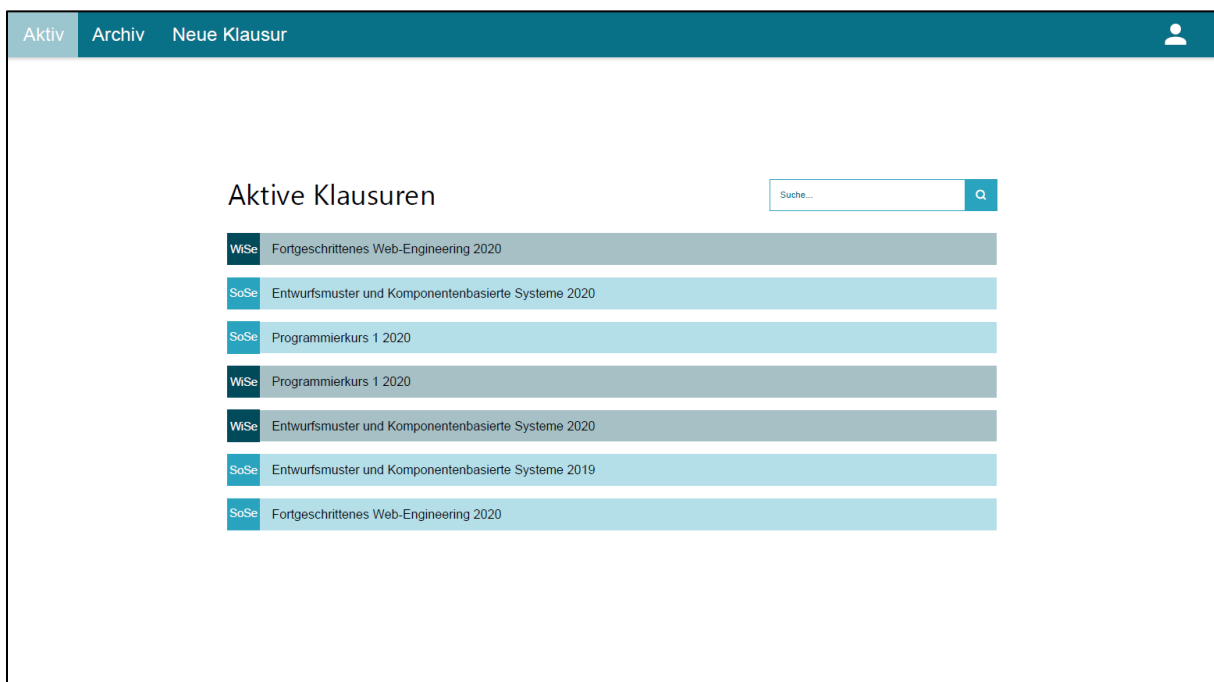 Aktiv Archiv Neue Klausur
Aktive Klausuren
Suche...
WiSe Fortgeschrittenes Web-Engineering 2020
SoSe Entwurfsmuster und Komponentenbasierte Systeme 2020
SoSe Programmierkurs 1 2020
WiSe Programmierkurs 1 2020
WiSe Entwurfsmuster und Komponentenbasierte Systeme 2020
SoSe Entwurfsmuster und Komponentenbasierte Systeme 2019
SoSe Fortgeschrittenes Web-Engineering 2020